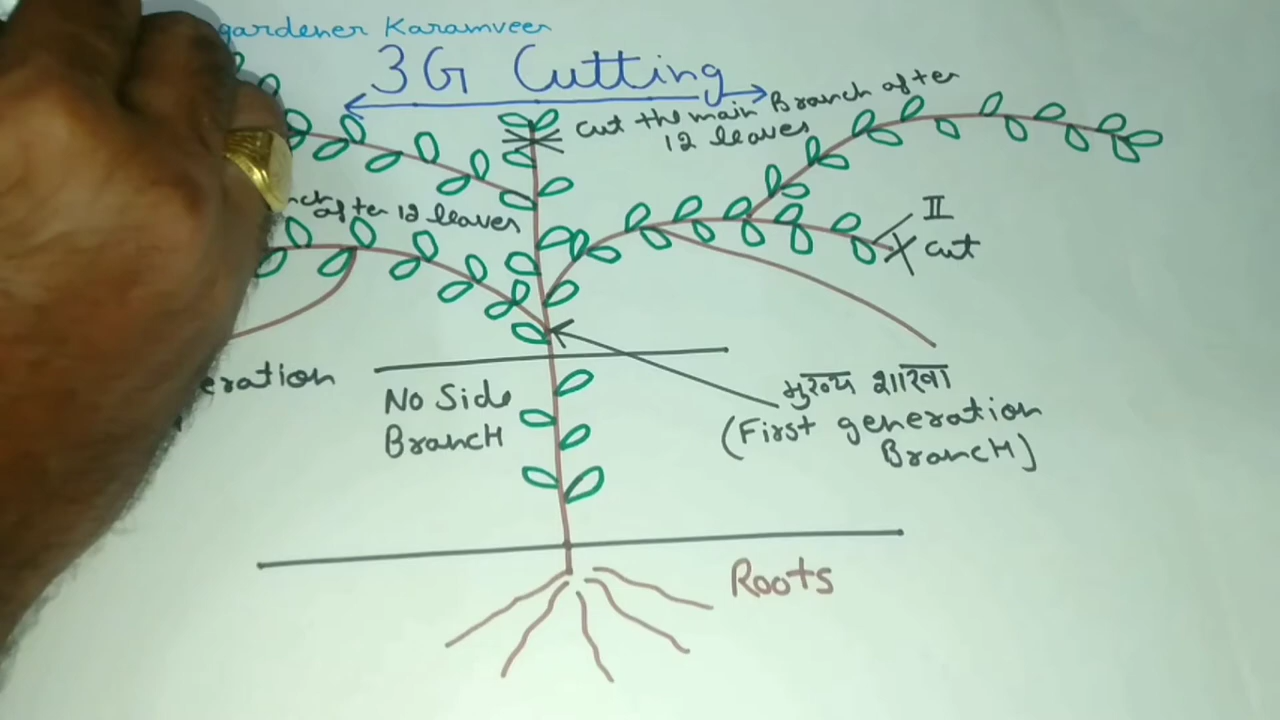 gardener Karamveer
3G Cutting
Cut the main Branch after
12 leaves
after 12 leaves
II
cut
eration
No Side
BrancH
मुख्य शाखा
(First generation
BrancH)
Roots